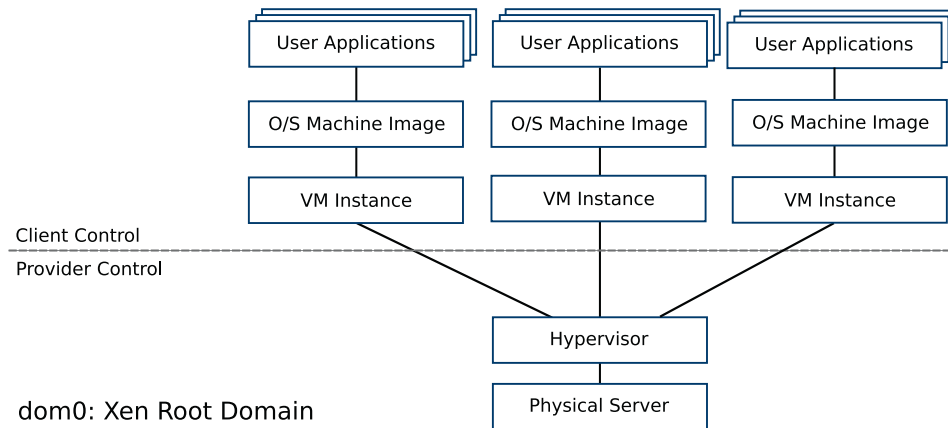 User Applications
User Applications
User Applications
O/S Machine Image
O/S Machine Image
O/S Machine Image
VM Instance
VM Instance
VM Instance
Client Control
Provider Control
Hypervisor
Physical Server
dom0: Xen Root Domain